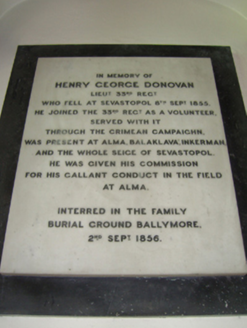 IN MEMORY OF
HENRY GEORGE DONOVAN
LIEUT 33RD REGT
WHO FELL AT SEVASTOPOL 8TH SEPT 1855.
HE JOINED THE 33RD REGT AS A VOLUNTEER,
SERVED WITH IT
THROUGH THE CRIMEAN CAMPAIGHN,
WAS PRESENT AT ALMA, BALAKLAVA, INKERMAN,
AND THE WHOLE SEIGE OF SEVASTOPOL.
HE WAS GIVEN HIS COMMISSION
FOR HIS GALLANT CONDUCT IN THE FIELD
AT ALMA.
INTERRED IN THE FAMILY
BURIAL GROUND BALLYMORE,
2ND SEPT 1856.